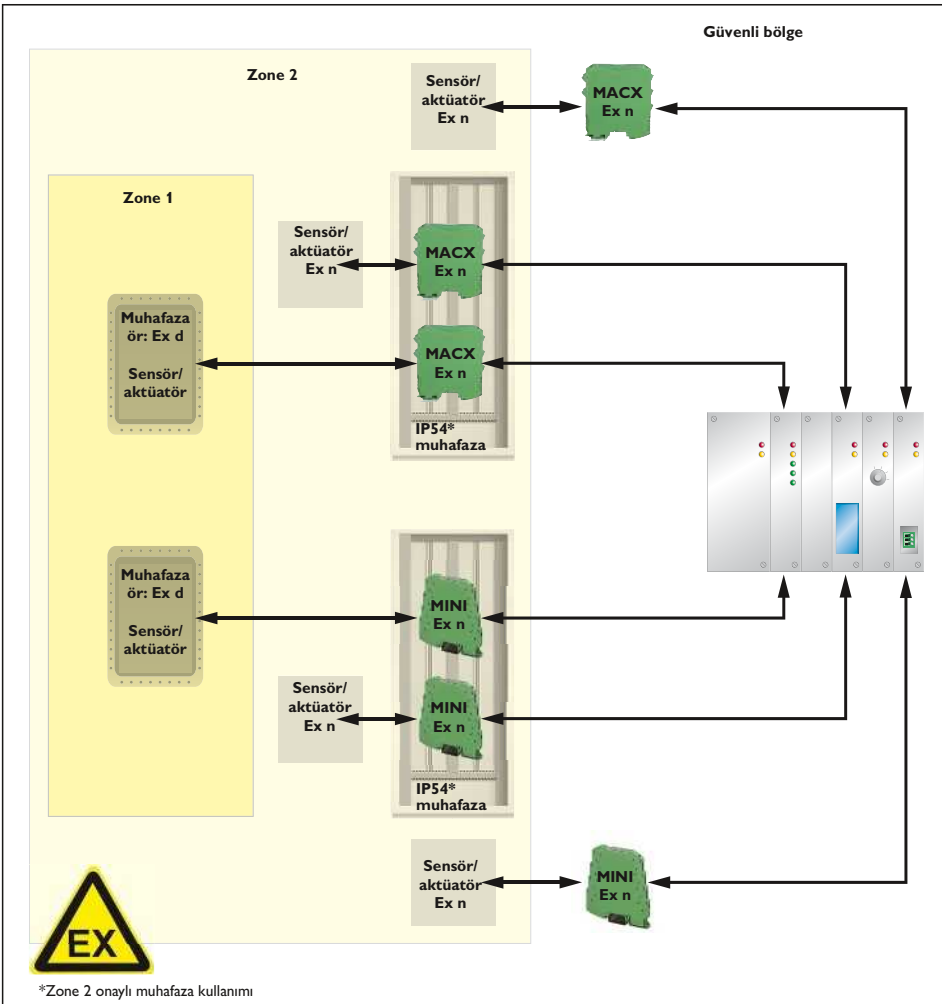 Güvenli bölge
Zone 2
Sensör/
aktüatör
Ex n
MACX
Ex n
Zone 1
Sensör/
aktüatör
Ex n
MACX
Ex n
Muhafaza
ör: Ex d
Sensör/
aktüatör
MACX
Ex n
IP54*
muhafaza
Muhafaza
ör: Ex d
Sensör/
aktüatör
MINI
Ex n
Sensör/
aktüatör
Ex n
MINI
Ex n
IP54*
muhafaza
Sensör/
aktüatör
Ex n
MINI
Ex n
EX
*Zone 2 onaylı muhafaza kullanımı